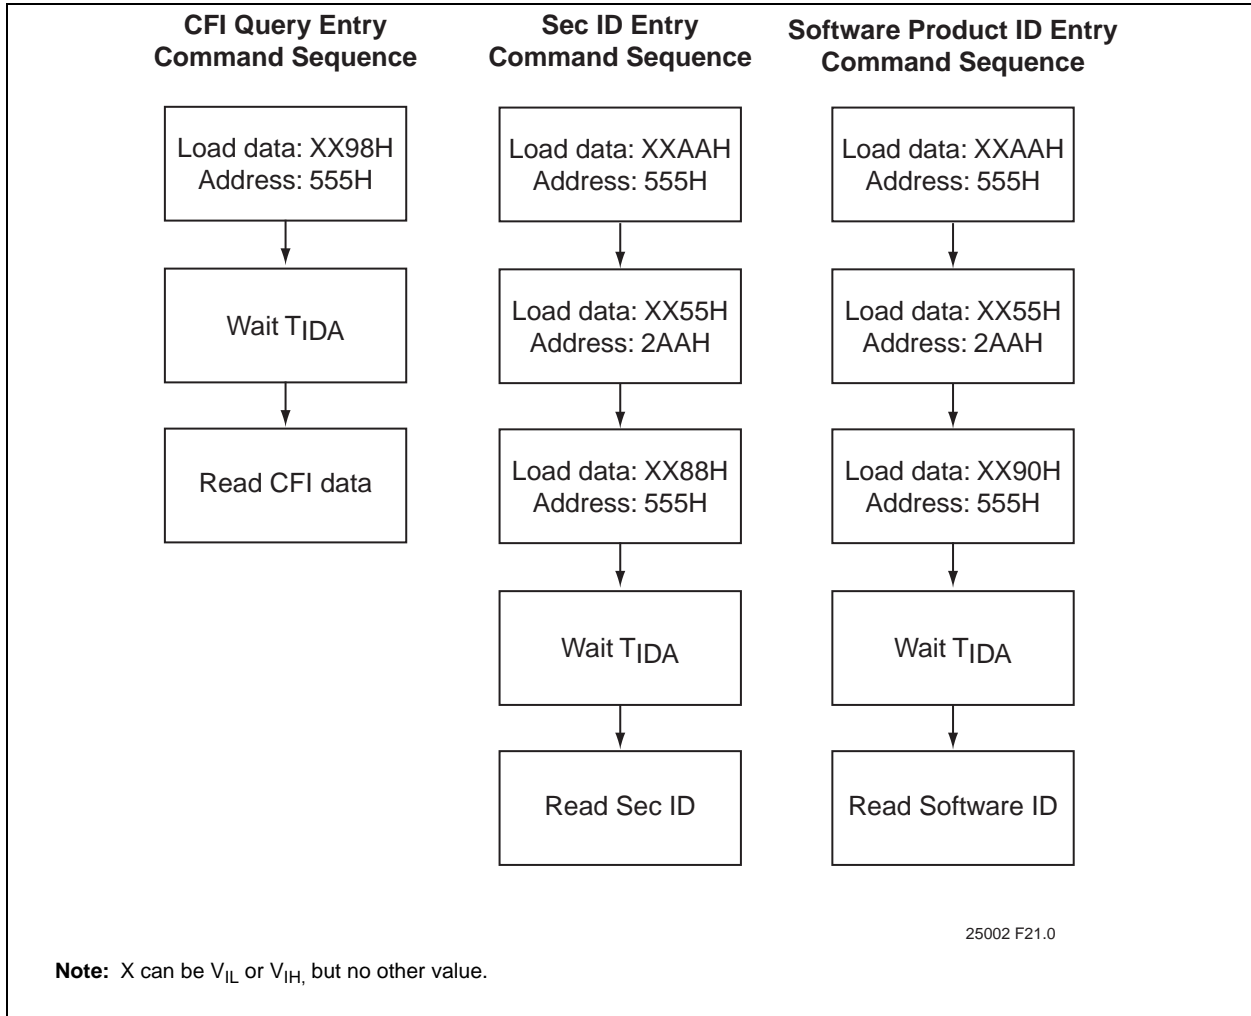 CFI Query Entry
Command Sequence
Load data: XX98H
Address: 555H
Wait TIDA
Read CFI data
Sec ID Entry
Command Sequence
Load data: XXAAH
Address: 555H
Load data: XX55H
Address: 2AAH
Load data: XX88H
Address: 555H
Wait TIDA
Read Sec ID
Software Product ID Entry
Command Sequence
Load data: XXAAH
Address: 555H
Load data: XX55H
Address: 2AAH
Load data: XX90H
Address: 555H
Wait TIDA
Read Software ID
25002 F21.0
Note: X can be VIL or VIH, but no other value.